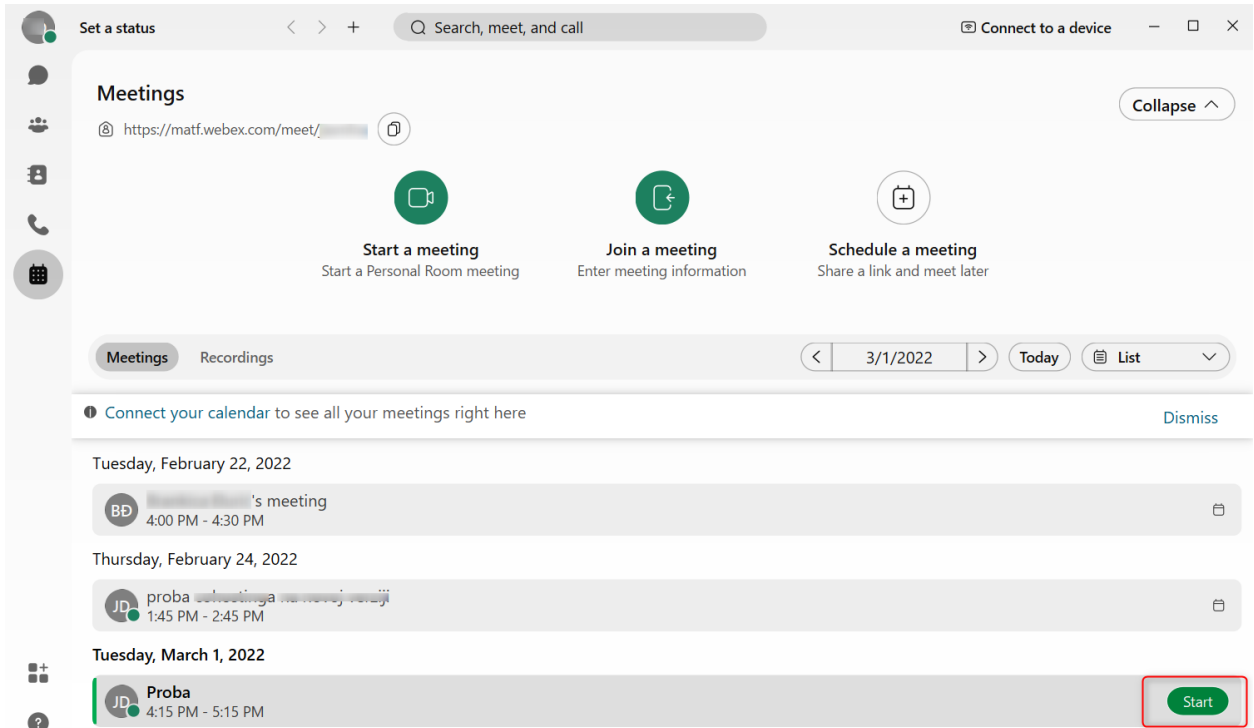 Set a status
Search, meet, and call
Connect to a device
Meetings
Collapse
https://matf.webex.com/meet/
Start a meeting
Start a Personal Room meeting
Join a meeting
Enter meeting information
Schedule a meeting
Share a link and meet later
Meetings Recordings
3/1/2022
Today
List
Connect your calendar to see all your meetings right here
Dismiss
Tuesday, February 22, 2022
BĐ
's meeting
4:00 PM - 4:30 PM
Thursday, February 24, 2022
JD
proba
1:45 PM - 2:45 PM
Tuesday, March 1, 2022
JD
Proba
4:15 PM - 5:15 PM
Start
?